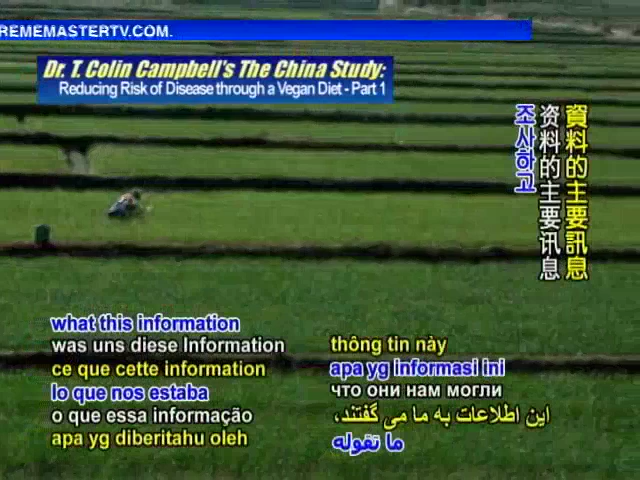 REMEMASTERTV.COM.
Dr. T. Colin Campbell's The China Study:
Reducing Risk of Disease through a Vegan Diet - Part 1
資料的主要訊息
资料的主要讯息
조사하고
what this information
was uns diese Information
ce que cette information
lo que nos estaba
o que essa informação
apa yg diberitahu oleh
thông tin này
apa yg informasi ini
что они нам могли
این اطلاعات به ما می گفتند،
ما تقوله